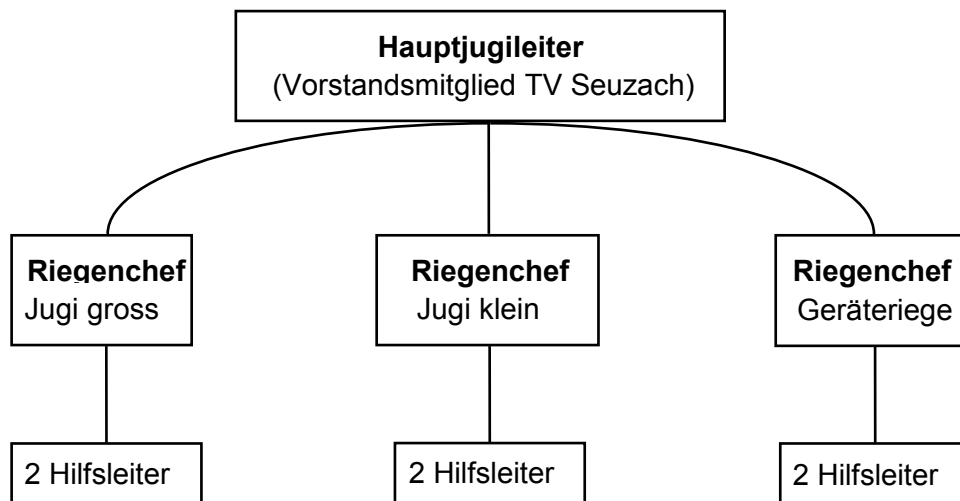 Hauptjugileiter
(Vorstandsmitglied TV Seuzach)
Riegenchef
Jugi gross
Riegenchef
Jugi klein
Riegenchef
Geräteriege
2 Hilfsleiter
2 Hilfsleiter
2 Hilfsleiter